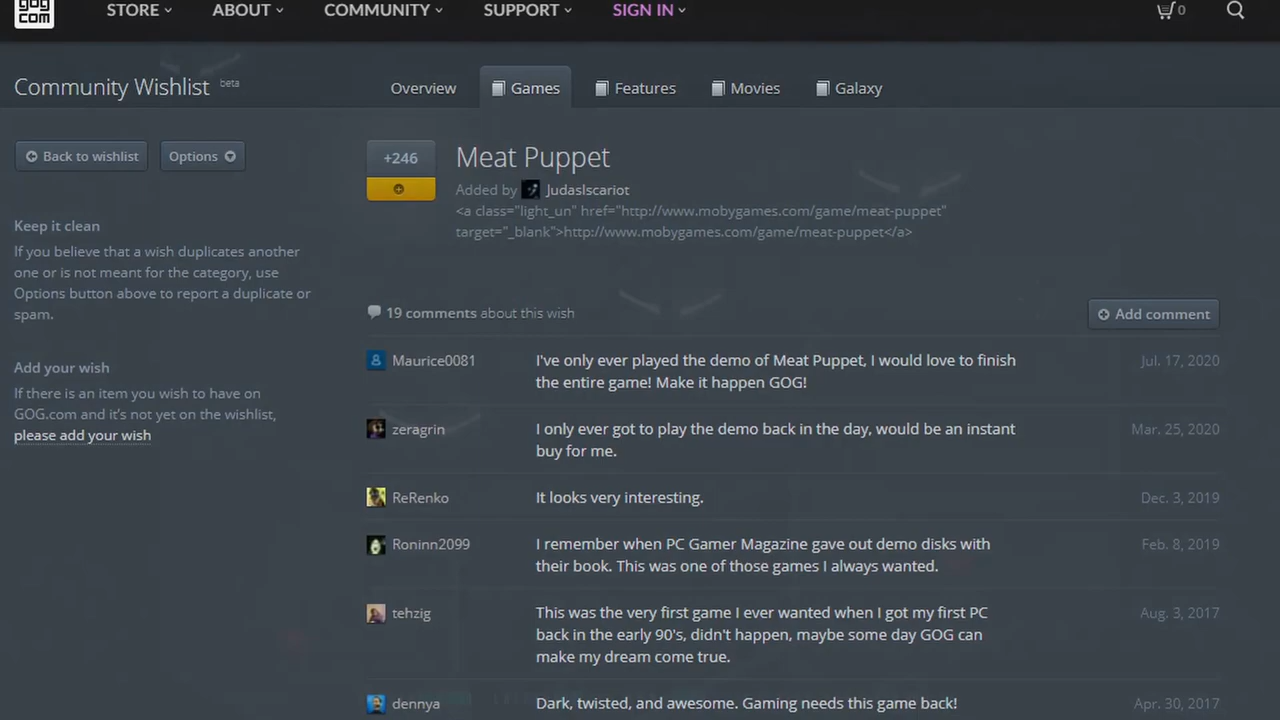 gog
com
STORE
ABOUT
COMMUNITY
SUPPORT
SIGN IN
0
Community Wishlist beta
Overview
Games
Features
Movies
Galaxy
Back to wishlist
Options
Keep it clean
If you believe that a wish duplicates another
one or is not meant for the category, use
Options button above to report a duplicate or
spam.
Add your wish
If there is an item you wish to have on
GOG.com and it's not yet on the wishlist,
please add your wish
+246
Meat Puppet
Added by JudasIscariot
<a class="light_un" href="http://www.mobygames.com/game/meat-puppet"
target="_blank">http://www.mobygames.com/game/meat-puppet</a>
19 comments about this wish
Add comment
Maurice0081
I've only ever played the demo of Meat Puppet, I would love to finish
the entire game! Make it happen GOG!
Jul. 17, 2020
zeragrin
I only ever got to play the demo back in the day, would be an instant
buy for me.
Mar. 25, 2020
ReRenko
It looks very interesting.
Dec. 3, 2019
Roninn2099
I remember when PC Gamer Magazine gave out demo disks with
their book. This was one of those games I always wanted.
Feb. 8, 2019
tehzig
This was the very first game I ever wanted when I got my first PC
back in the early 90's, didn't happen, maybe some day GOG can
make my dream come true.
Aug. 3, 2017
dennya
Dark, twisted, and awesome. Gaming needs this game back!
Apr. 30, 2017